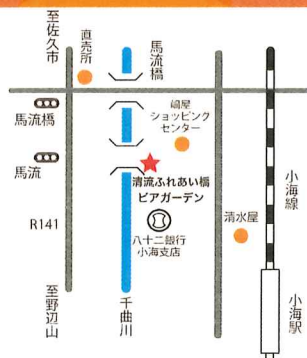 至佐久市
直売所
馬流橋
馬流橋
嶋屋
ショッピング
センター
馬流
清流ふれあい橋
ビアガーデン
小海線
清水屋
R141
八十二銀行
小海支店
至野辺山
千曲川
小海駅